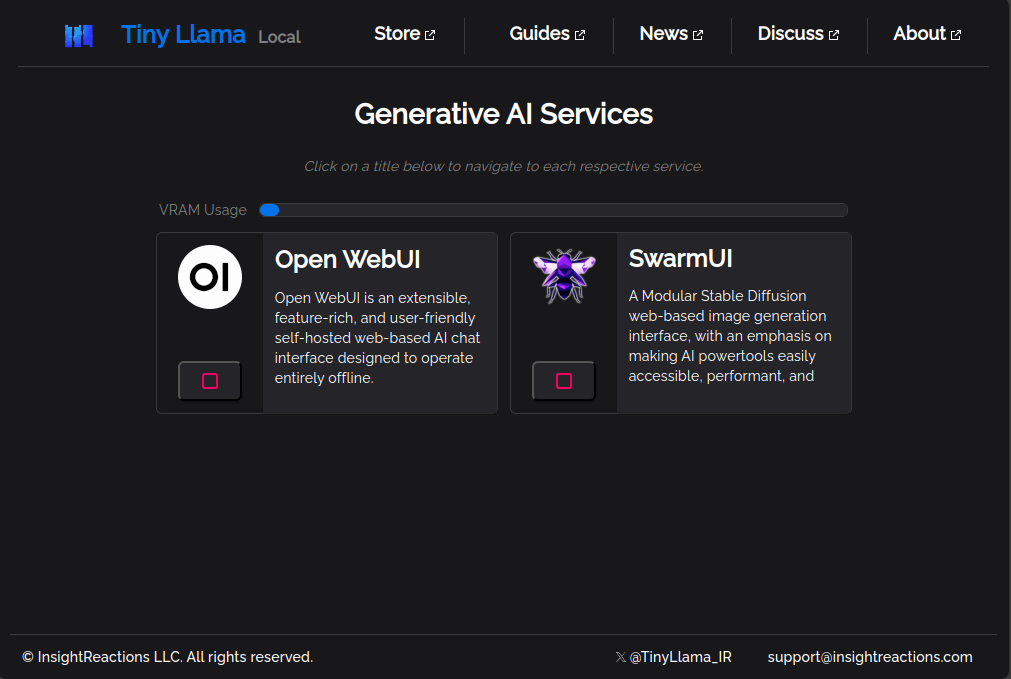 Tiny Llama Local Store Guides News Discuss About
Generative AI Services
Click on a title below to navigate to each respective service.
VRAM Usage
OI
Open WebUI
Open WebUI is an extensible,
feature-rich, and user-friendly
self-hosted web-based AI chat
interface designed to operate
entirely offline.
SwarmUI
A Modular Stable Diffusion
web-based image generation
interface, with an emphasis on
making AI powertools easily
accessible, performant, and
© InsightReactions LLC. All rights reserved. 𝕏 @TinyLlama_IR support@insightreactions.com